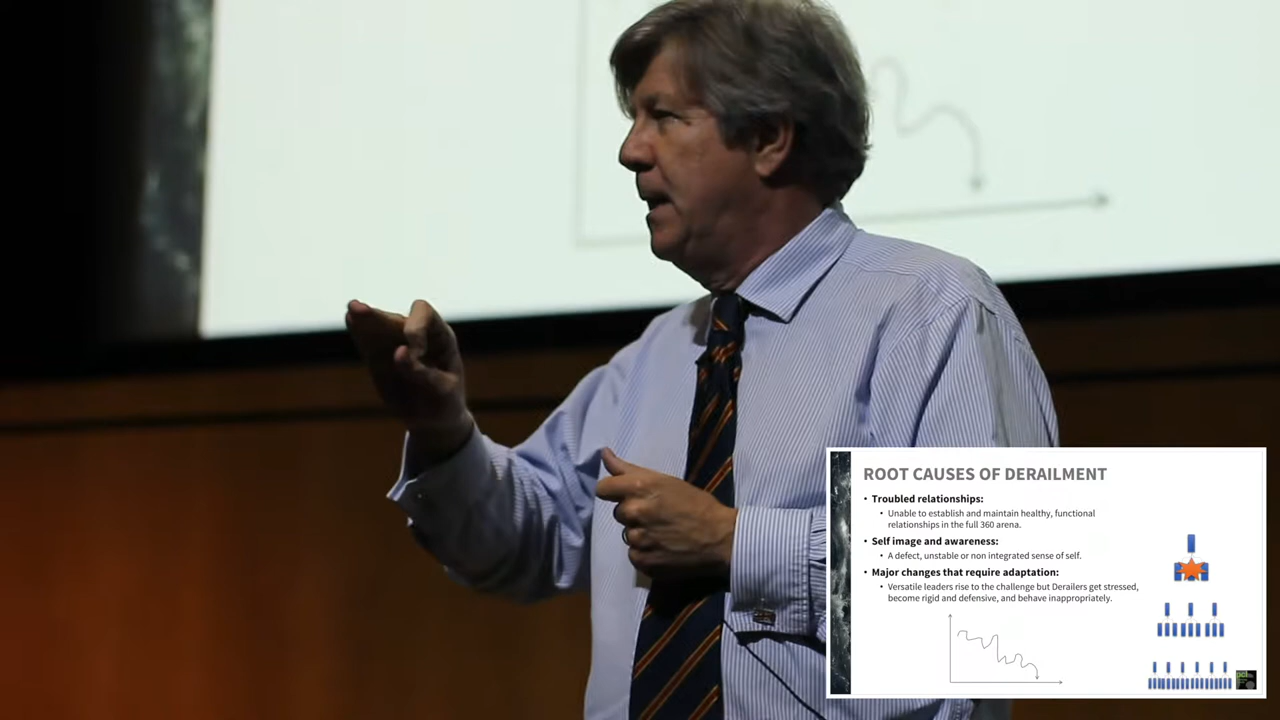 ROOT CAUSES OF DERAILMENT
• Troubled relationships:
• Unable to establish and maintain healthy, functional
relationships in the full 360 arena.
• Self image and awareness:
• A defect, unstable or non integrated sense of self.
• Major changes that require adaptation:
• Versatile leaders rise to the challenge but Derailers get stressed,
become rigid and defensive, and behave inappropriately.